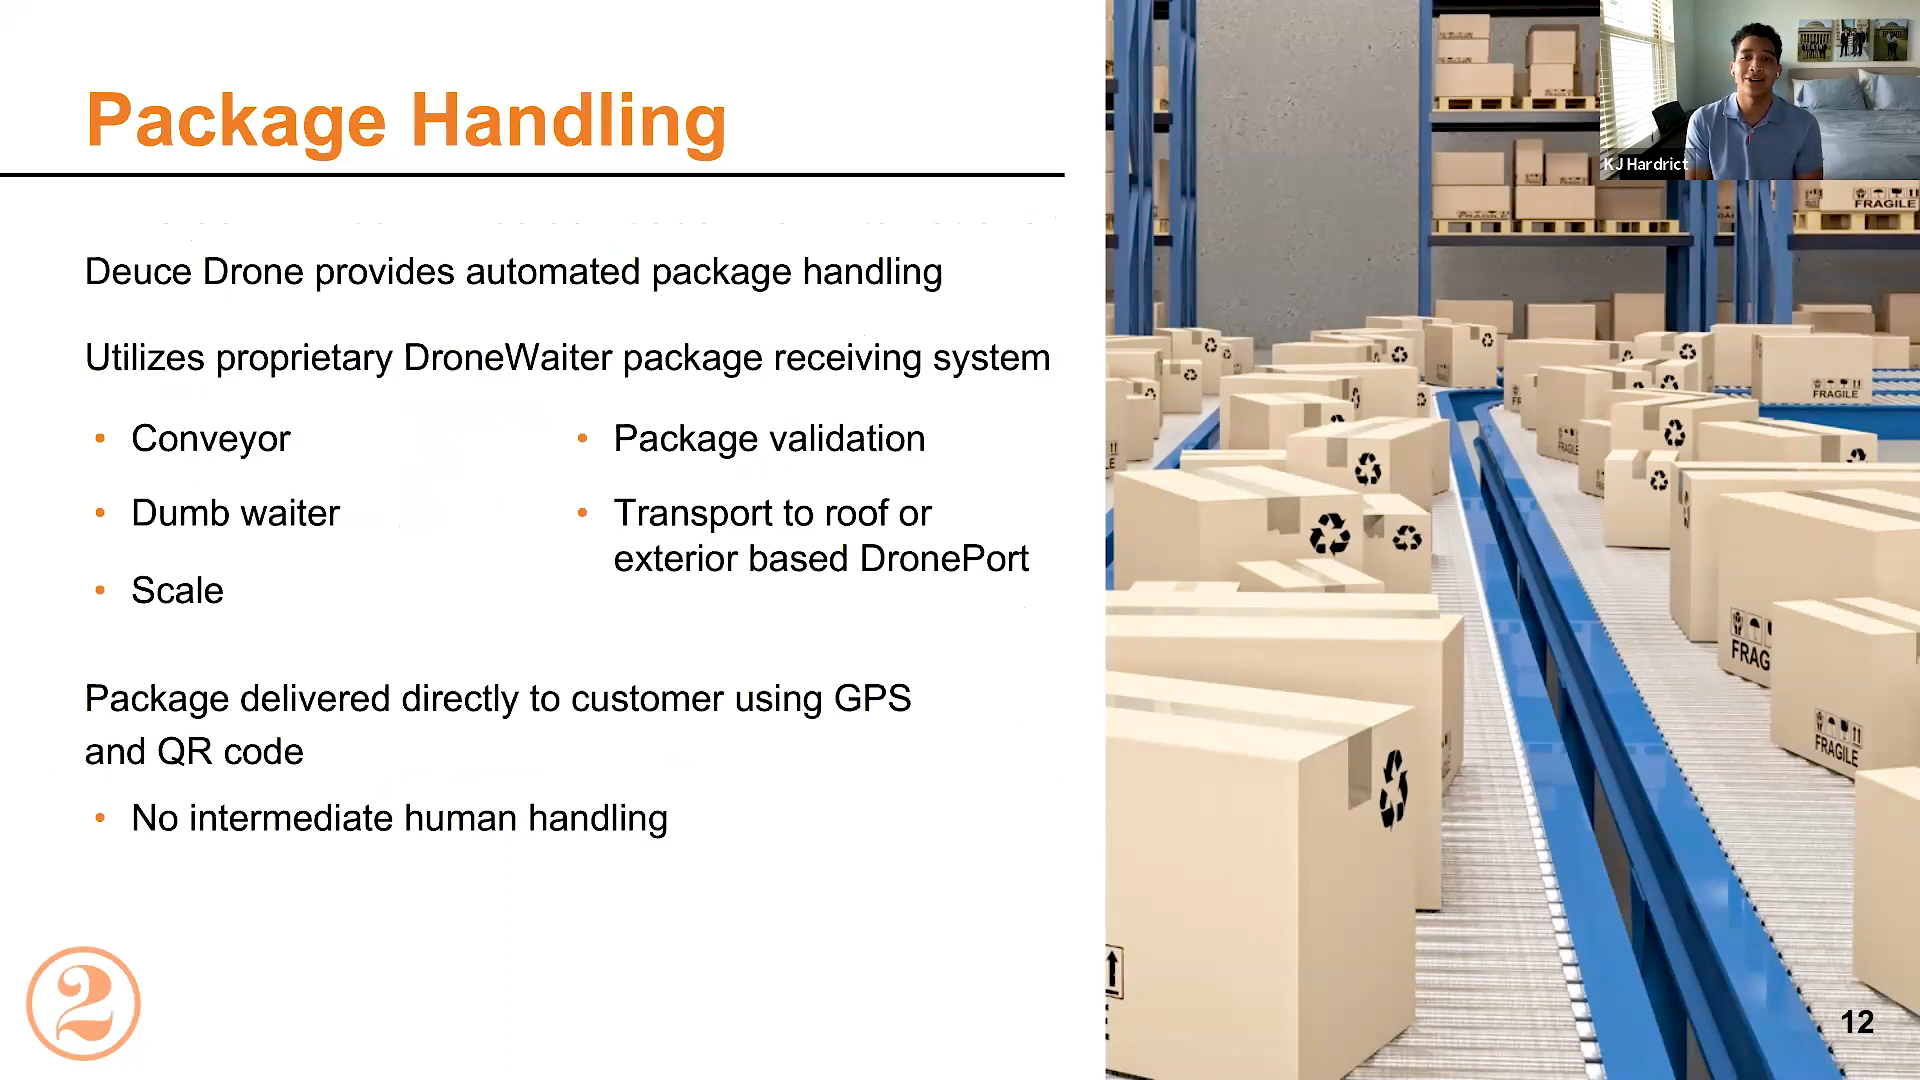 Package Handling
KJ Hardrict
Deuce Drone provides automated package handling
Utilizes proprietary DroneWaiter package receiving system
• Conveyor
• Dumb waiter
• Scale
• Package validation
• Transport to roof or
exterior based DronePort
Package delivered directly to customer using GPS
and QR code
• No intermediate human handling
2
FRAGILE
FRAGILE
FRAG
FRAGILE
12